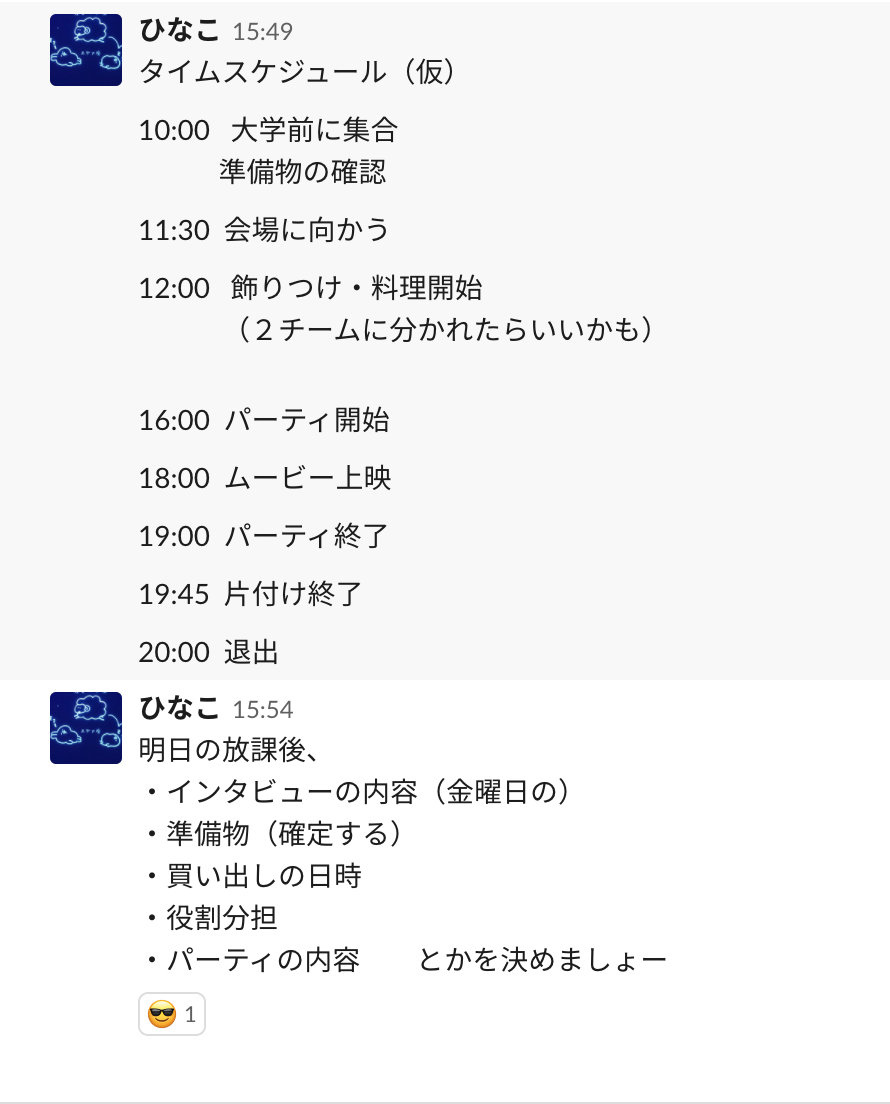 ひなこ 15:49
タイムスケジュール（仮）
10:00 大学前に集合
準備物の確認
11:30 会場に向かう
12:00 飾りつけ・料理開始
（２チームに分かれたらいいかも）
16:00 パーティ開始
18:00 ムービー上映
19:00 パーティ終了
19:45 片付け終了
20:00 退出
ひなこ 15:54
明日の放課後、
・インタビューの内容（金曜日の）
・準備物（確定する）
・買い出しの日時
・役割分担
・パーティの内容　　とかを決めましょー
😎 1